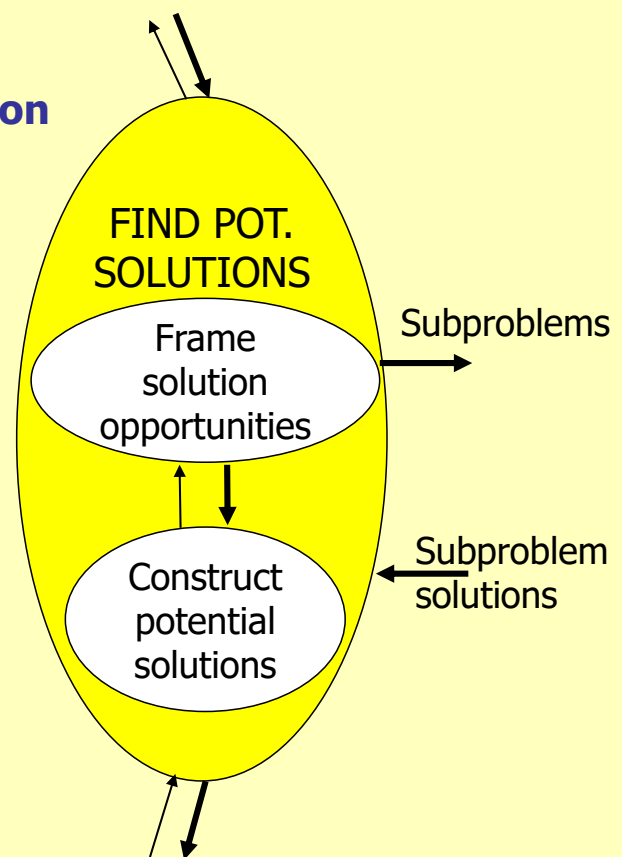 on
FIND POT.
SOLUTIONS
Frame
solution
opportunities
Subproblems
Construct
potential
solutions
Subproblem
solutions